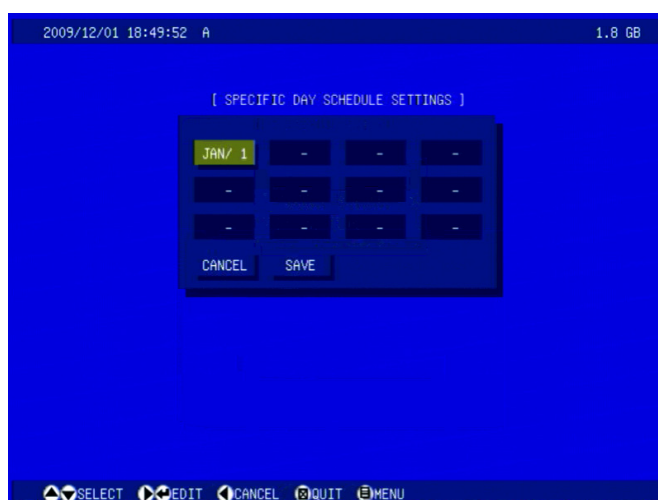 2009/12/01 18:49:52 A 1.8 GB
[ SPECIFIC DAY SCHEDULE SETTINGS ]
JAN/ 1 - - -
- - - -
- - - -
CANCEL SAVE
SELECT EDIT CANCEL QUIT MENU